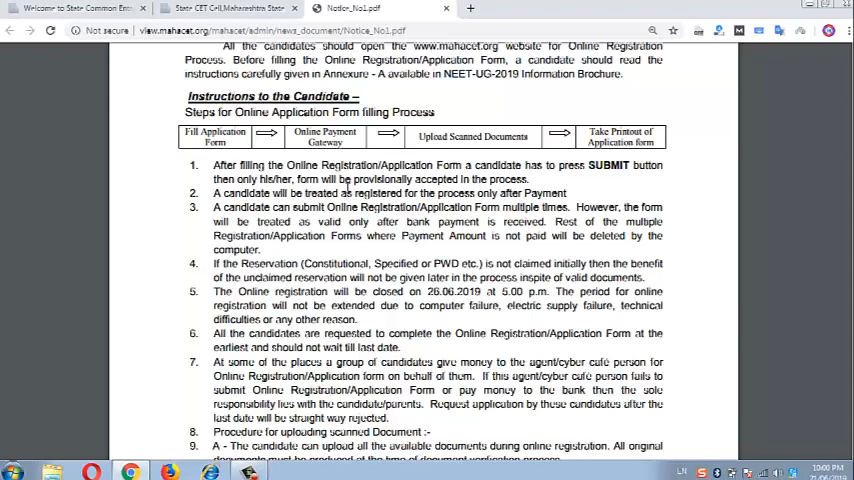 Welcome to State Common Entr
State CET Cell,Maharashtra State
Notice_No1.pdf
Not secure | view.mahacet.org/mahacet/admin/news_document/Notice_No1.pdf
All the candidates should open the www.mahacet.org website for Online Registration
Process. Before filling the Online Registration/Application Form, a candidate should read the
instructions carefully given in Annexure - A available in NEET-UG-2019 Information Brochure.
Instructions to the Candidate –
Steps for Online Application Form filling Process
Fill Application Form
Online Payment Gateway
Upload Scanned Documents
Take Printout of Application form
1. After filling the Online Registration/Application Form a candidate has to press SUBMIT button
then only his/her, form will be provisionally accepted in the process.
2. A candidate will be treated as registered for the process only after Payment
3. A candidate can submit Online Registration/Application Form multiple times. However, the form
will be treated as valid only after bank payment is received. Rest of the multiple
Registration/Application Forms where Payment Amount is not paid will be deleted by the
computer.
4. If the Reservation (Constitutional, Specified or PWD etc.) is not claimed initially then the benefit
of the unclaimed reservation will not be given later in the process inspite of valid documents.
5. The Online registration will be closed on 26.06.2019 at 5.00 p.m. The period for online
registration will not be extended due to computer failure, electric supply failure, technical
difficulties or any other reason.
6. All the candidates are requested to complete the Online Registration/Application Form at the
earliest and should not wait till last date.
7. At some of the places a group of candidates give money to the agent/cyber café person for
Online Registration/Application form on behalf of them. If this agent/cyber café person fails to
submit Online Registration/Application Form or pay money to the bank then the sole
responsibility lies with the candidate/parents. Request application by these candidates after the
last date will be straight way rejected.
8. Procedure for uploading scanned Document :-
9. A - The candidate can upload all the available documents during online registration. All original
documents must be produced at the time of document verification process
LN
10:00 PM
21/06/2019